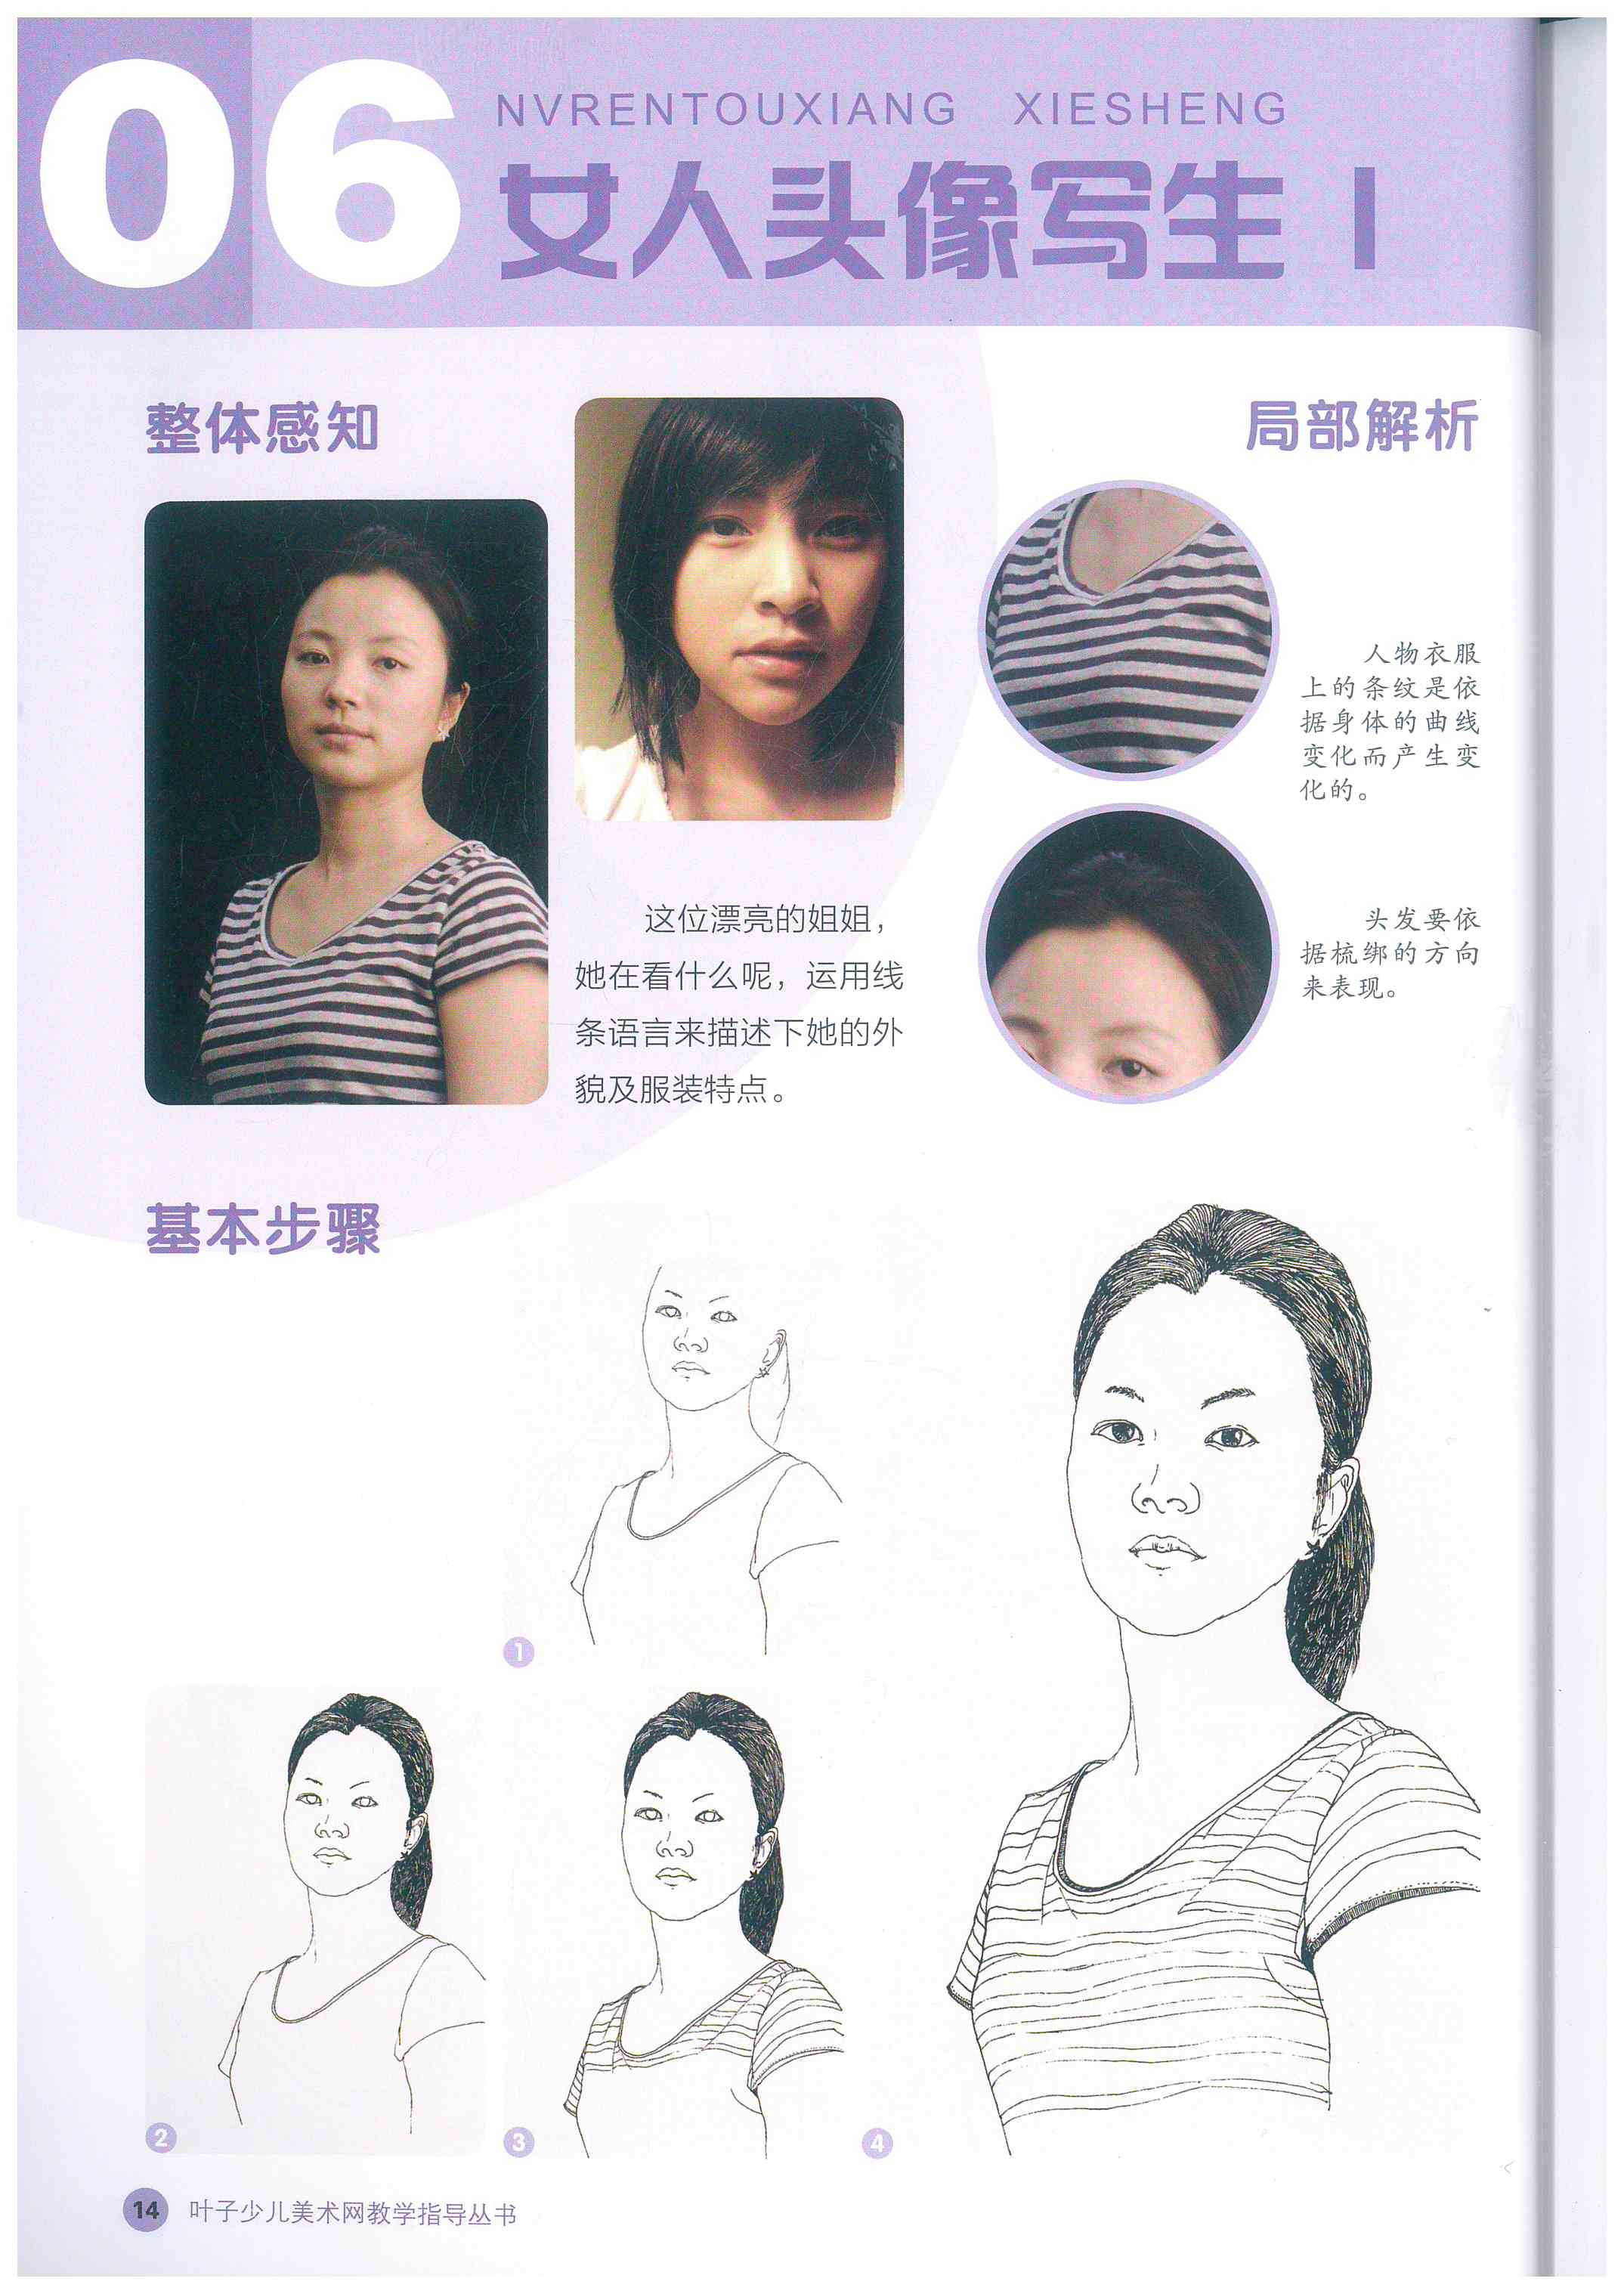 06
NVRENTOUXIANG XIESHENG
女人头像写生 I
整体感知
这位漂亮的姐姐，
她在看什么呢，运用线
条语言来描述下她的外
貌及服装特点。
局部解析
人物衣服
上的条纹是依
据身体的曲线
变化而产生变
化的。
头发要依
据梳绑的方向
来表现。
基本步骤
1
2
3
4
14 叶子少儿美术网教学指导丛书